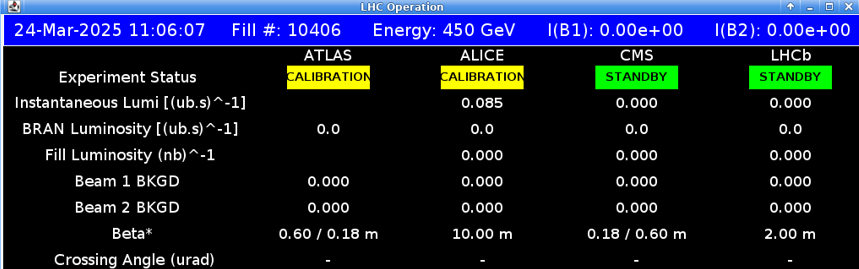 LHC Operation
24-Mar-2025 11:06:07 Fill #: 10406 Energy: 450 GeV I(B1): 0.00e+00 I(B2): 0.00e+00
ATLAS ALICE CMS LHCb
Experiment Status CALIBRATION CALIBRATION STANDBY STANDBY
Instantaneous Lumi [(ub.s)^-1] 0.085 0.000 0.000
BRAN Luminosity [(ub.s)^-1] 0.0 0.0 0.0 0.0
Fill Luminosity (nb)^-1 0.000 0.000 0.000
Beam 1 BKGD 0.000 0.000 0.000 0.000
Beam 2 BKGD 0.000 0.000 0.000 0.000
Beta* 0.60 / 0.18 m 10.00 m 0.18 / 0.60 m 2.00 m
Crossing Angle (urad) - - - -